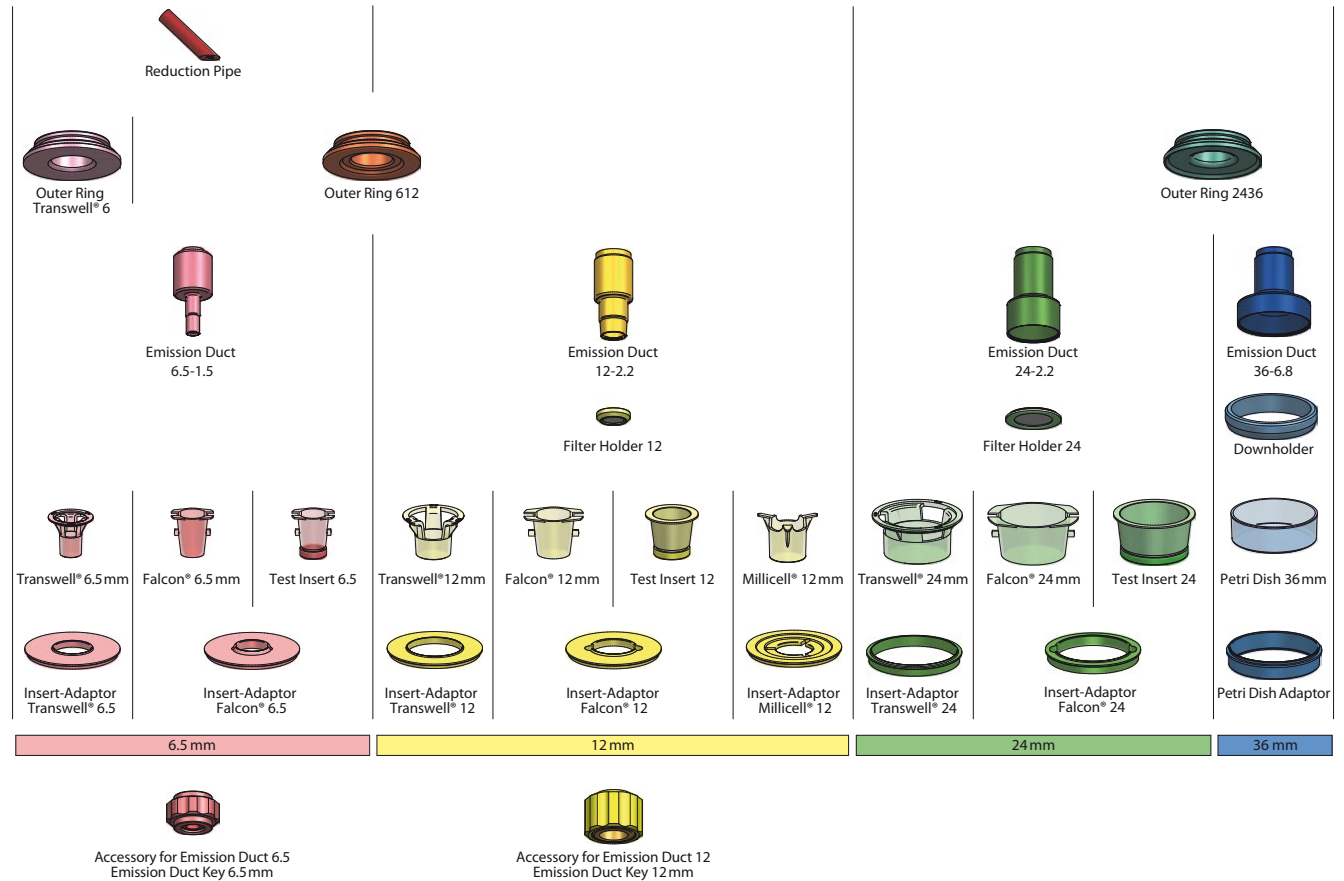 Reduction Pipe
Outer Ring
Transwell® 6
Outer Ring 612
Outer Ring 2436
Emission Duct
6.5-1.5
Emission Duct
12-2.2
Emission Duct
24-2.2
Emission Duct
36-6.8
Filter Holder 12
Filter Holder 24
Downholder
Transwell® 6.5 mm
Falcon® 6.5 mm
Test Insert 6.5
Transwell® 12 mm
Falcon® 12 mm
Test Insert 12
Millicell® 12 mm
Transwell® 24 mm
Falcon® 24 mm
Test Insert 24
Petri Dish 36 mm
Insert-Adaptor
Transwell® 6.5
Insert-Adaptor
Falcon® 6.5
Insert-Adaptor
Transwell® 12
Insert-Adaptor
Falcon® 12
Insert-Adaptor
Millicell® 12
Insert-Adaptor
Transwell® 24
Insert-Adaptor
Falcon® 24
Petri Dish Adaptor
6.5 mm
12 mm
24 mm
36 mm
Accessory for Emission Duct 6.5
Emission Duct Key 6.5 mm
Accessory for Emission Duct 12
Emission Duct Key 12 mm